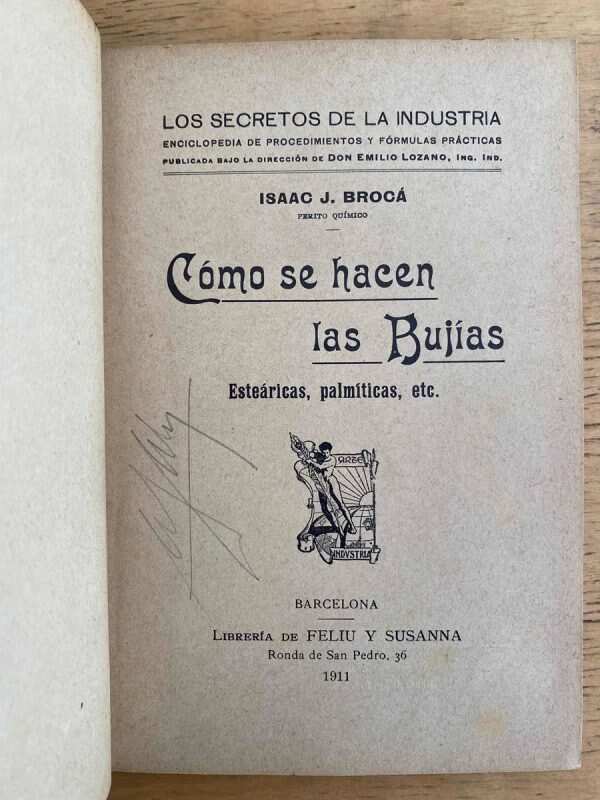 LOS SECRETOS DE LA INDUSTRIA
ENCICLOPEDIA DE PROCEDIMIENTOS Y FÓRMULAS PRÁCTICAS
PUBLICADA BAJO LA DIRECCIÓN DE DON EMILIO LOZANO, ING. IND.
ISAAC J. BROCÁ
PERITO QUÍMICO
Cómo se hacen
las Bujías
Esteáricas, palmíticas, etc.
ARTE
INDVSTRIA
BARCELONA
LIBRERÍA DE FELIU Y SUSANNA
Ronda de San Pedro, 36
1911